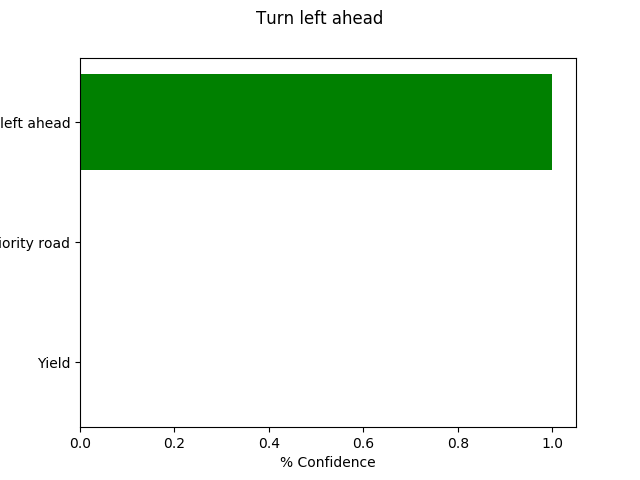 Turn left ahead
left ahead
iority road
Yield
0.0 0.2 0.4 0.6 0.8 1.0
% Confidence